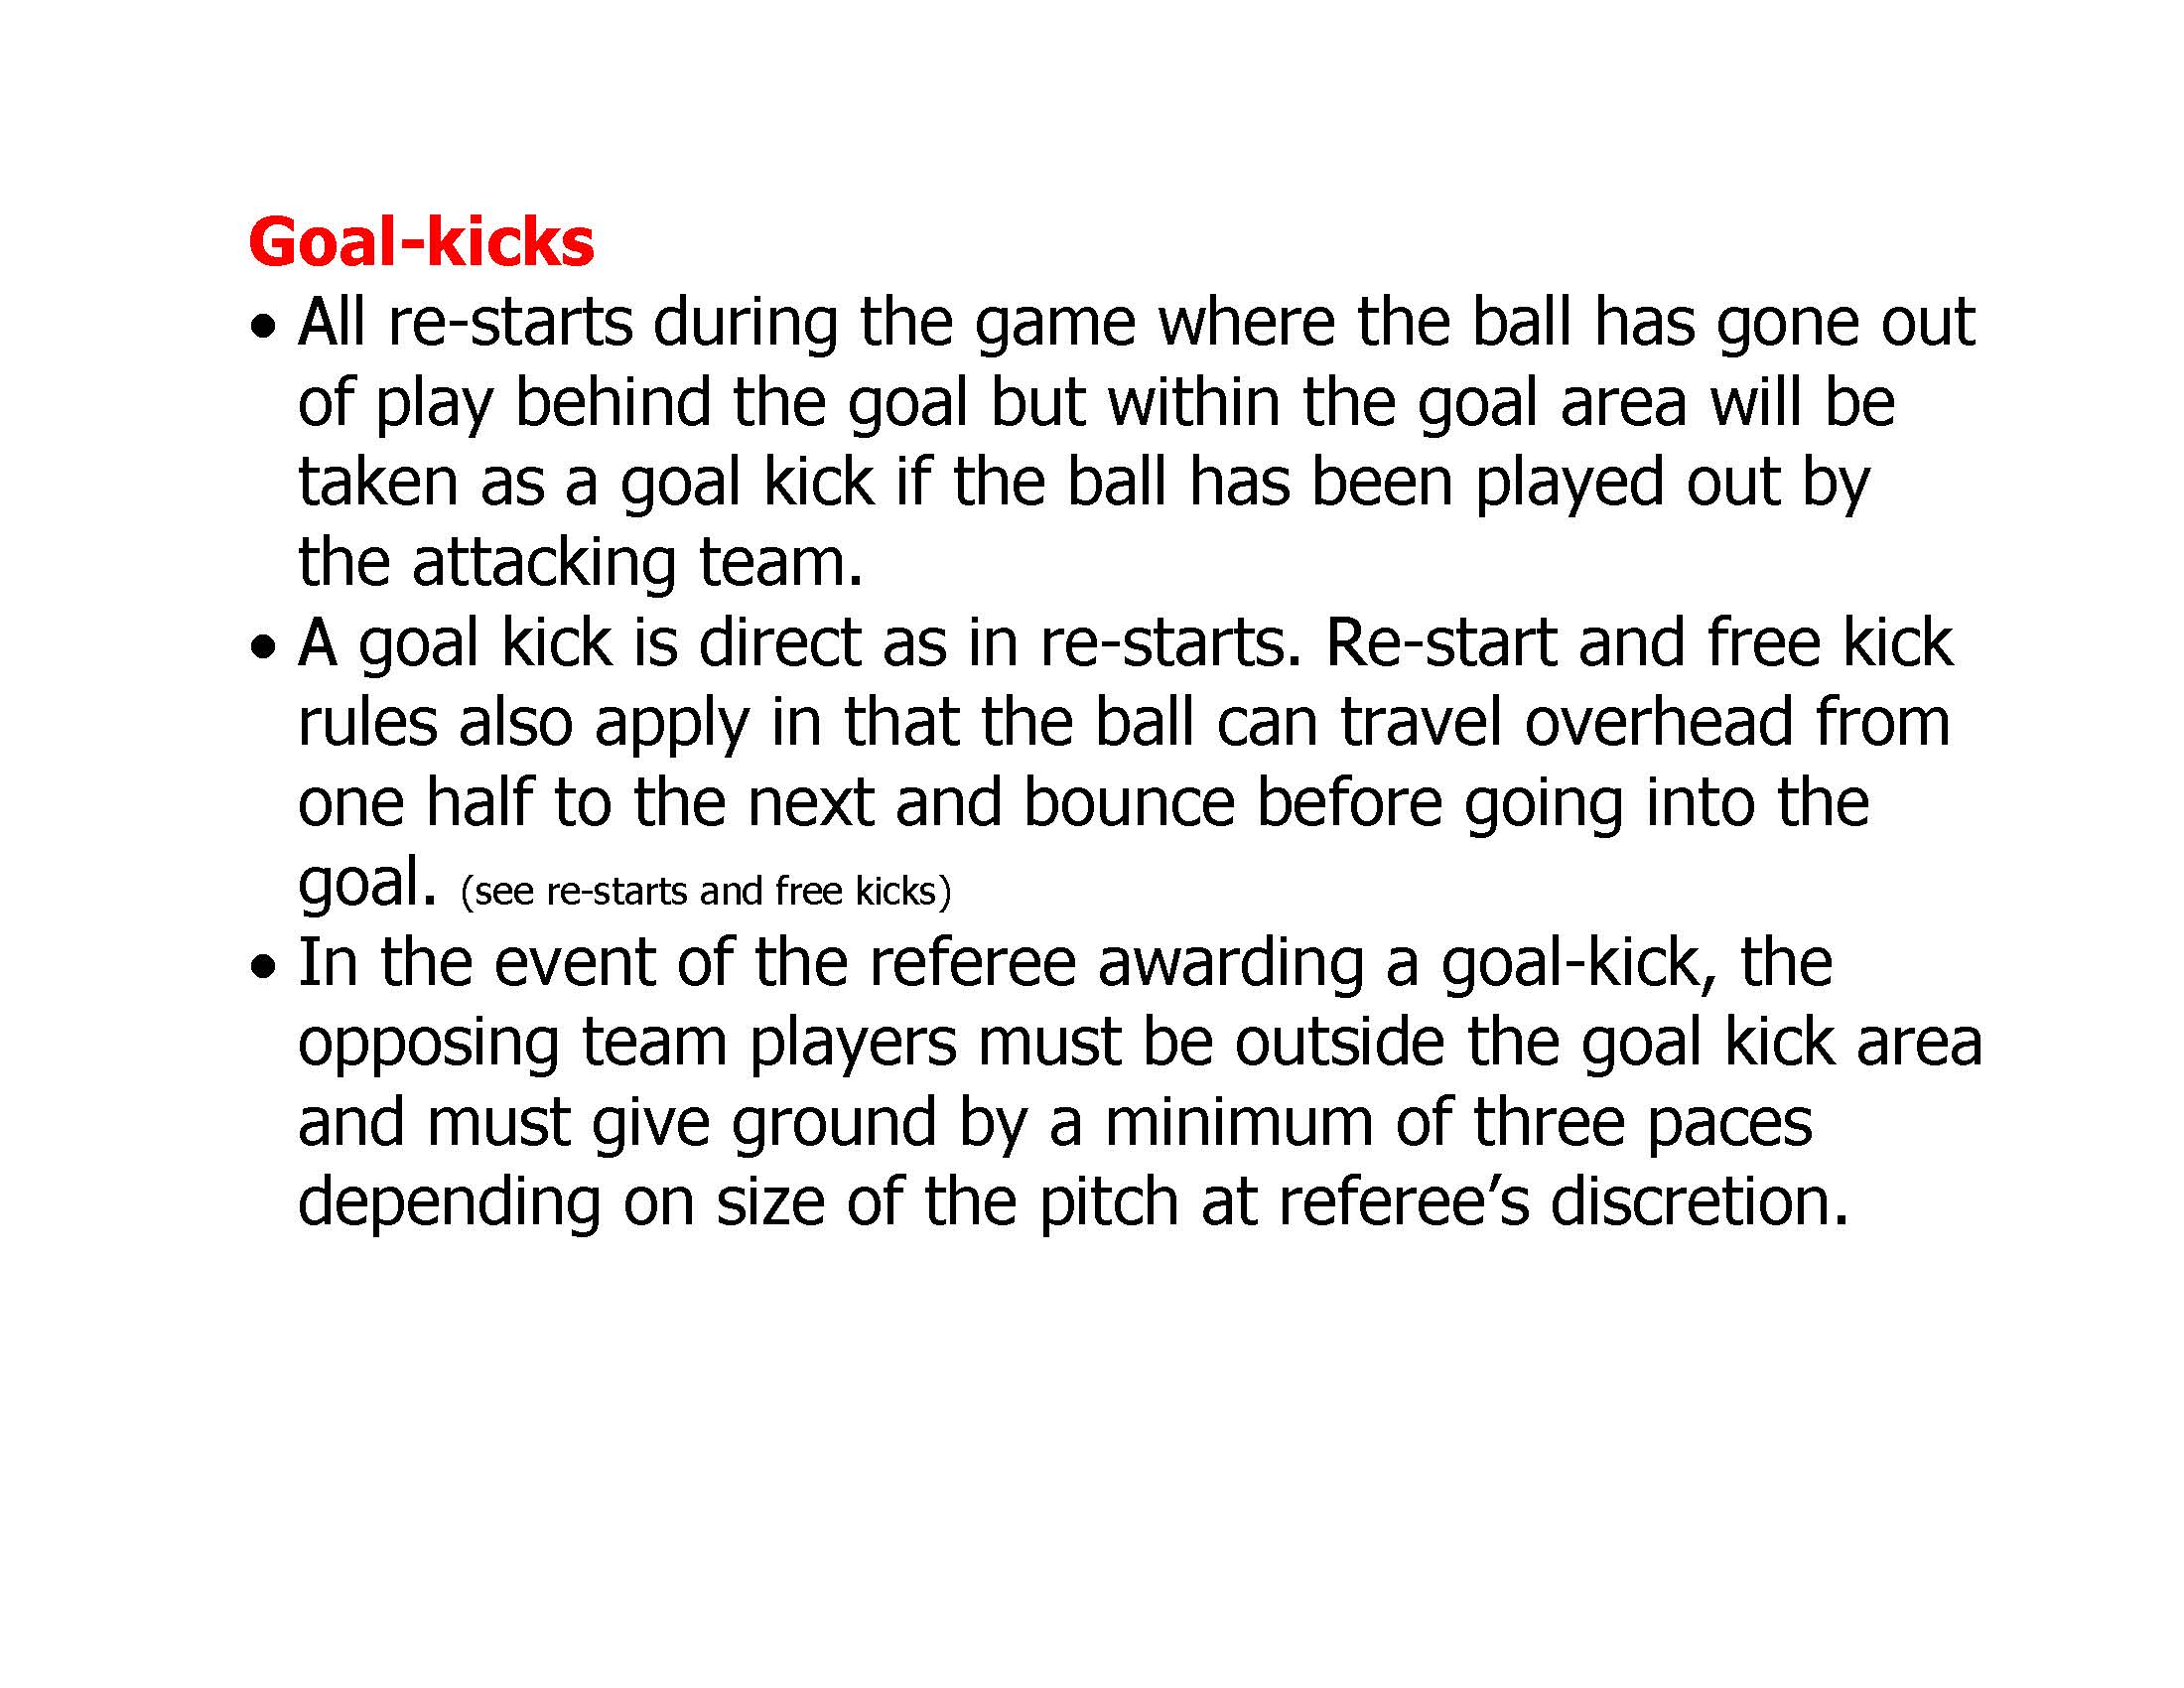 Goal-kicks
• All re-starts during the game where the ball has gone out
of play behind the goal but within the goal area will be
taken as a goal kick if the ball has been played out by
the attacking team.
• A goal kick is direct as in re-starts. Re-start and free kick
rules also apply in that the ball can travel overhead from
one half to the next and bounce before going into the
goal. (see re-starts and free kicks)
• In the event of the referee awarding a goal-kick, the
opposing team players must be outside the goal kick area
and must give ground by a minimum of three paces
depending on size of the pitch at referee’s discretion.